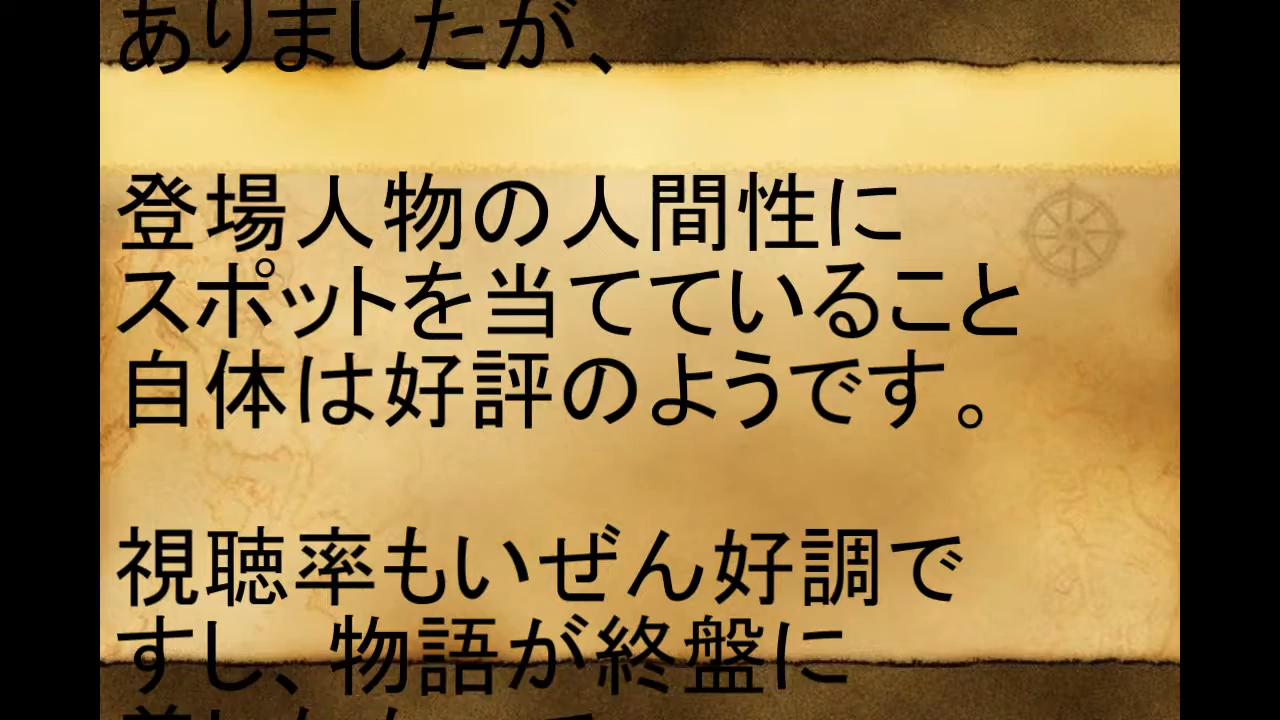 ありましたが、
登場人物の人間性に
スポットを当てていること
自体は好評のようです。
視聴率もいぜん好調で
すし、物語が終盤に